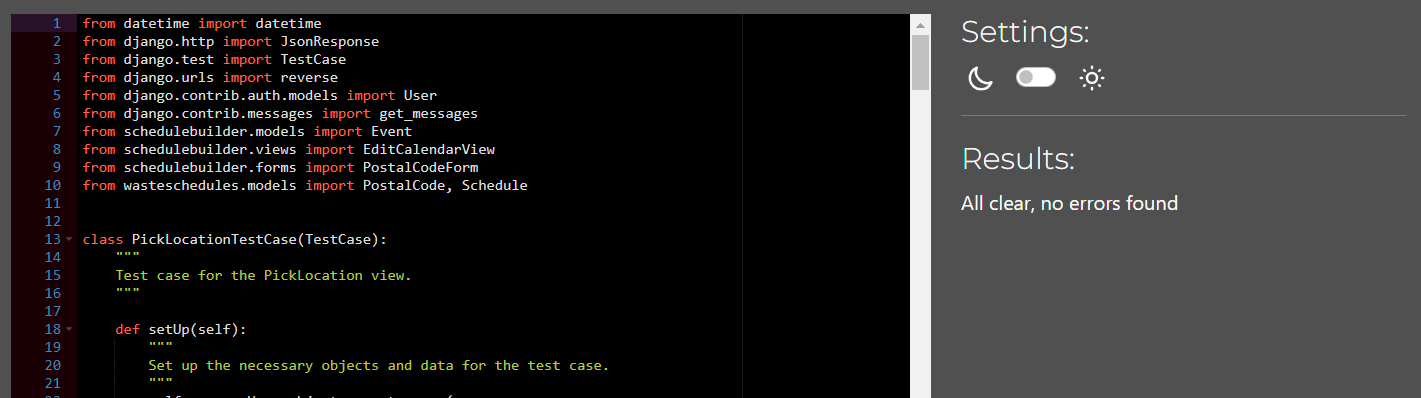 1 from datetime import datetime
2 from django.http import JsonResponse
3 from django.test import TestCase
4 from django.urls import reverse
5 from django.contrib.auth.models import User
6 from django.contrib.messages import get_messages
7 from schedulebuilder.models import Event
8 from schedulebuilder.views import EditCalendarView
9 from schedulebuilder.forms import PostalCodeForm
10 from wasteschedules.models import PostalCode, Schedule
11
12
13 class PickLocationTestCase(TestCase):
14     """
15     Test case for the PickLocation view.
16     """
17
18     def setUp(self):
19         """
20         Set up the necessary objects and data for the test case.
21         """
Settings:
Results:
All clear, no errors found